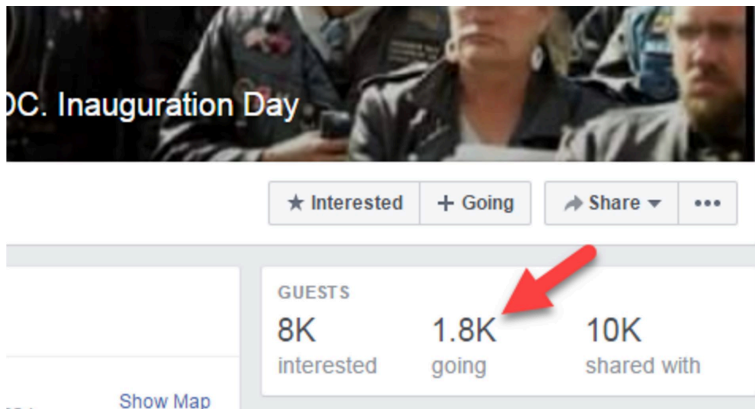 DC. Inauguration Day
★ Interested
+ Going
Share
GUESTS
8K
1.8K
10K
interested
going
shared with
Show Map